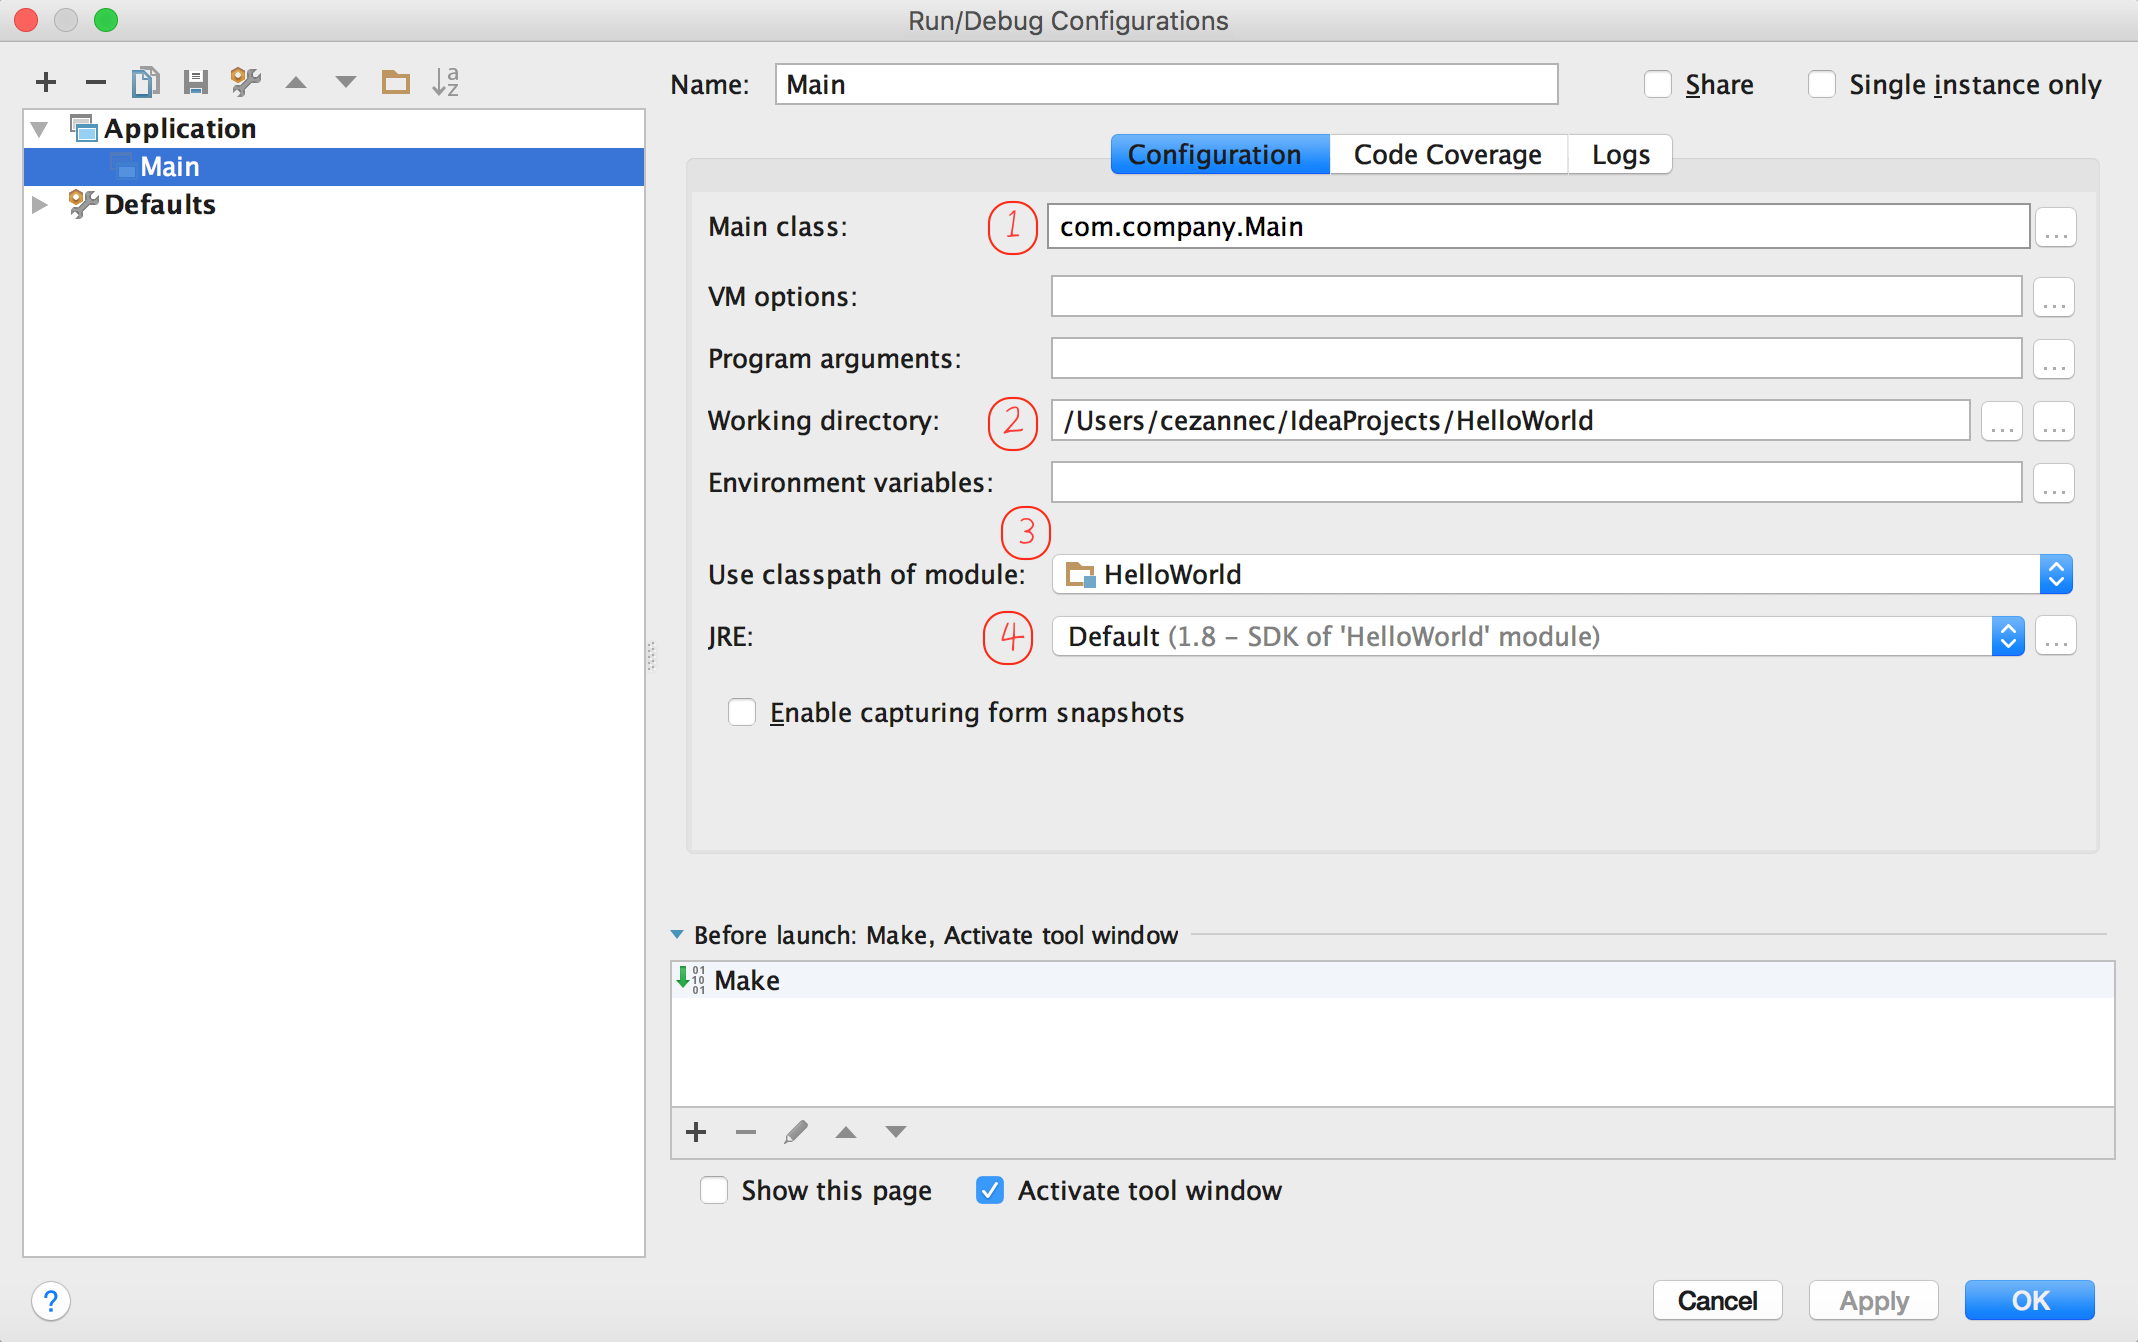 Run/Debug Configurations
Name: Main Share Single instance only
Application
Main
Defaults
Configuration Code Coverage Logs
Main class: 1 com.company.Main ...
VM options: ...
Program arguments: ...
Working directory: 2 /Users/cezannec/IdeaProjects/HelloWorld ... ...
Environment variables: ...
3
Use classpath of module: HelloWorld
JRE: 4 Default (1.8 – SDK of 'HelloWorld' module) ...
Enable capturing form snapshots
Before launch: Make, Activate tool window
Make
Show this page Activate tool window
? Cancel Apply OK